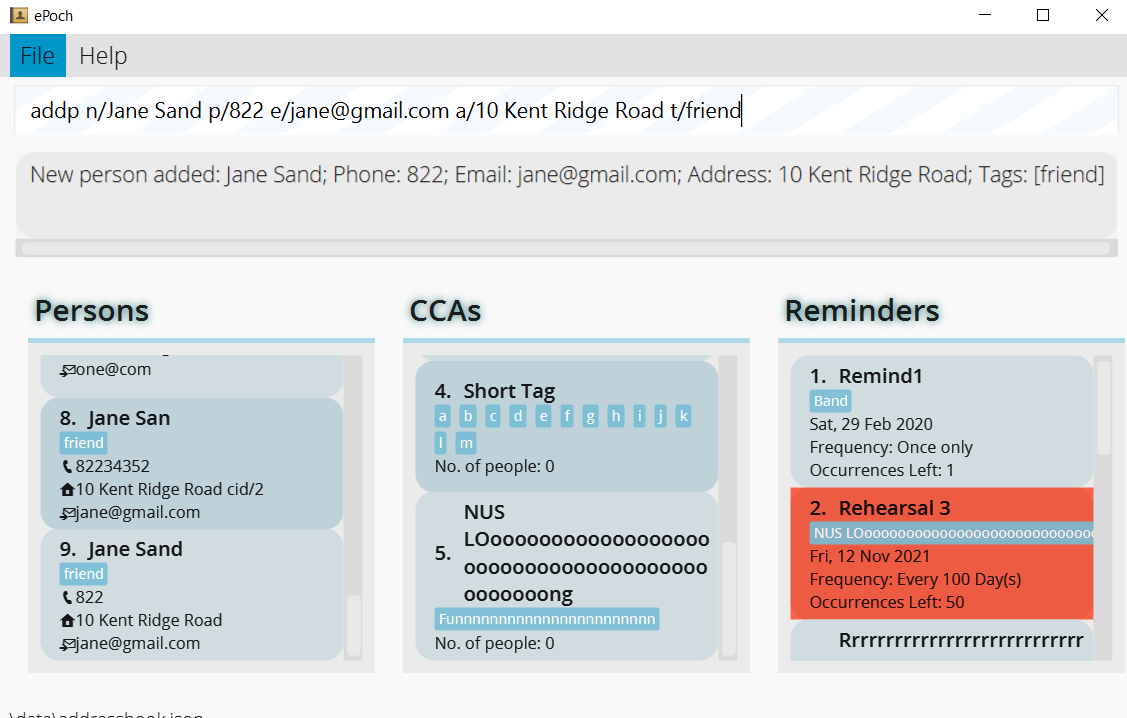 ePoch
File Help
addp n/Jane Sand p/822 e/jane@gmail.com a/10 Kent Ridge Road t/friend
New person added: Jane Sand; Phone: 822; Email: jane@gmail.com; Address: 10 Kent Ridge Road; Tags: [friend]
Persons
one@com
8. Jane San
friend
82234352
10 Kent Ridge Road cid/2
jane@gmail.com
9. Jane Sand
friend
822
10 Kent Ridge Road
jane@gmail.com
CCAs
4. Short Tag
a b c d e f g h i j k
l m
No. of people: 0
5.
NUS
LOooooooooooooooooooo
oooooooooooooooooooo
ooooooong
Funnnnnnnnnnnnnnnnnnnnnnn
No. of people: 0
Reminders
1. Remind1
Band
Sat, 29 Feb 2020
Frequency: Once only
Occurrences Left: 1
2. Rehearsal 3
NUS LOoooooooooooooooooooooooooo
Fri, 12 Nov 2021
Frequency: Every 100 Day(s)
Occurrences Left: 50
Rrrrrrrrrrrrrrrrrrrrrrrrrrr
\data\addressbook.json